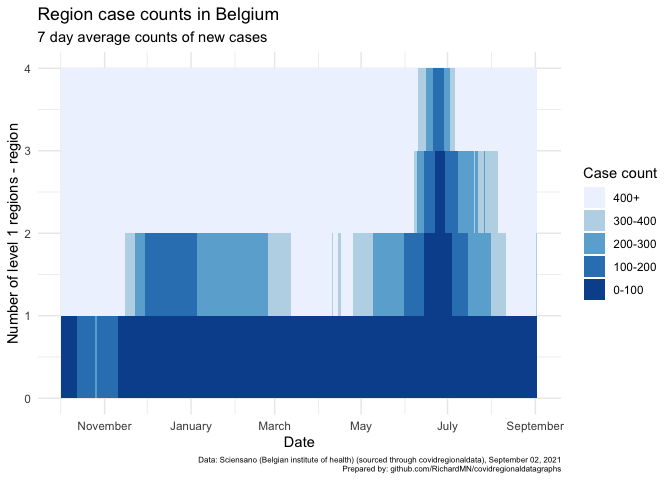 Region case counts in Belgium
7 day average counts of new cases
Number of level 1 regions - region
4
3
2
1
0
November
January
March
May
July
September
Date
Case count
400+
300-400
200-300
100-200
0-100
Data: Sciensano (Belgian institute of health) (sourced through covidregionaldata), September 02, 2021
Prepared by: github.com/RichardMN/covidregionaldatagraphs